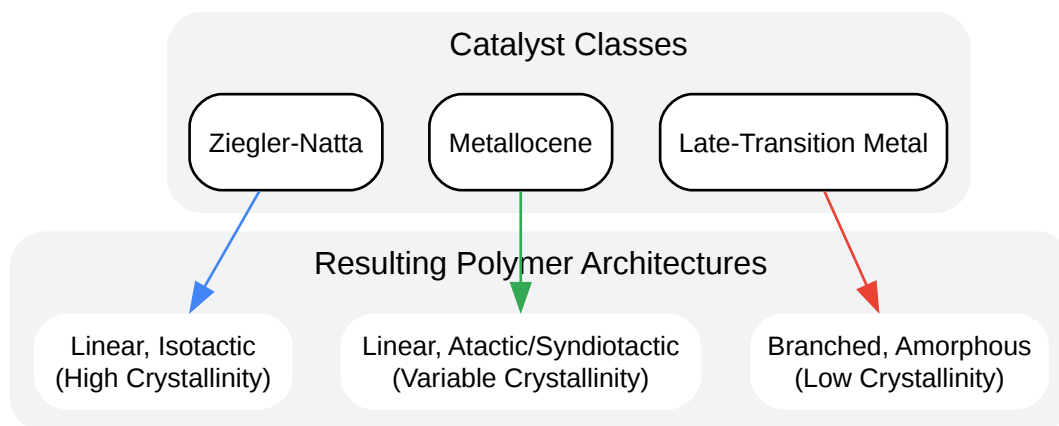 Catalyst Classes
Ziegler-Natta
Metallocene
Late-Transition Metal
Resulting Polymer Architectures
Linear, Isotactic
(High Crystallinity)
Linear, Atactic/Syndiotactic
(Variable Crystallinity)
Branched, Amorphous
(Low Crystallinity)